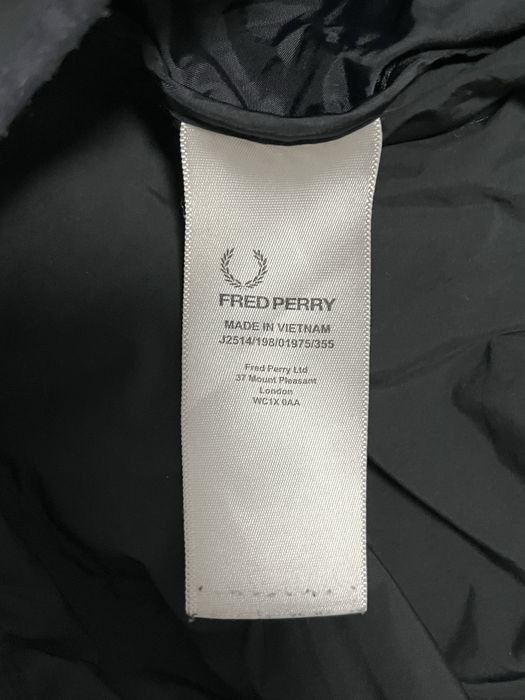 FRED PERRY
MADE IN VIETNAM
J2514/198/01975/355
Fred Perry Ltd
37 Mount Pleasant
London
WC1X 0AA